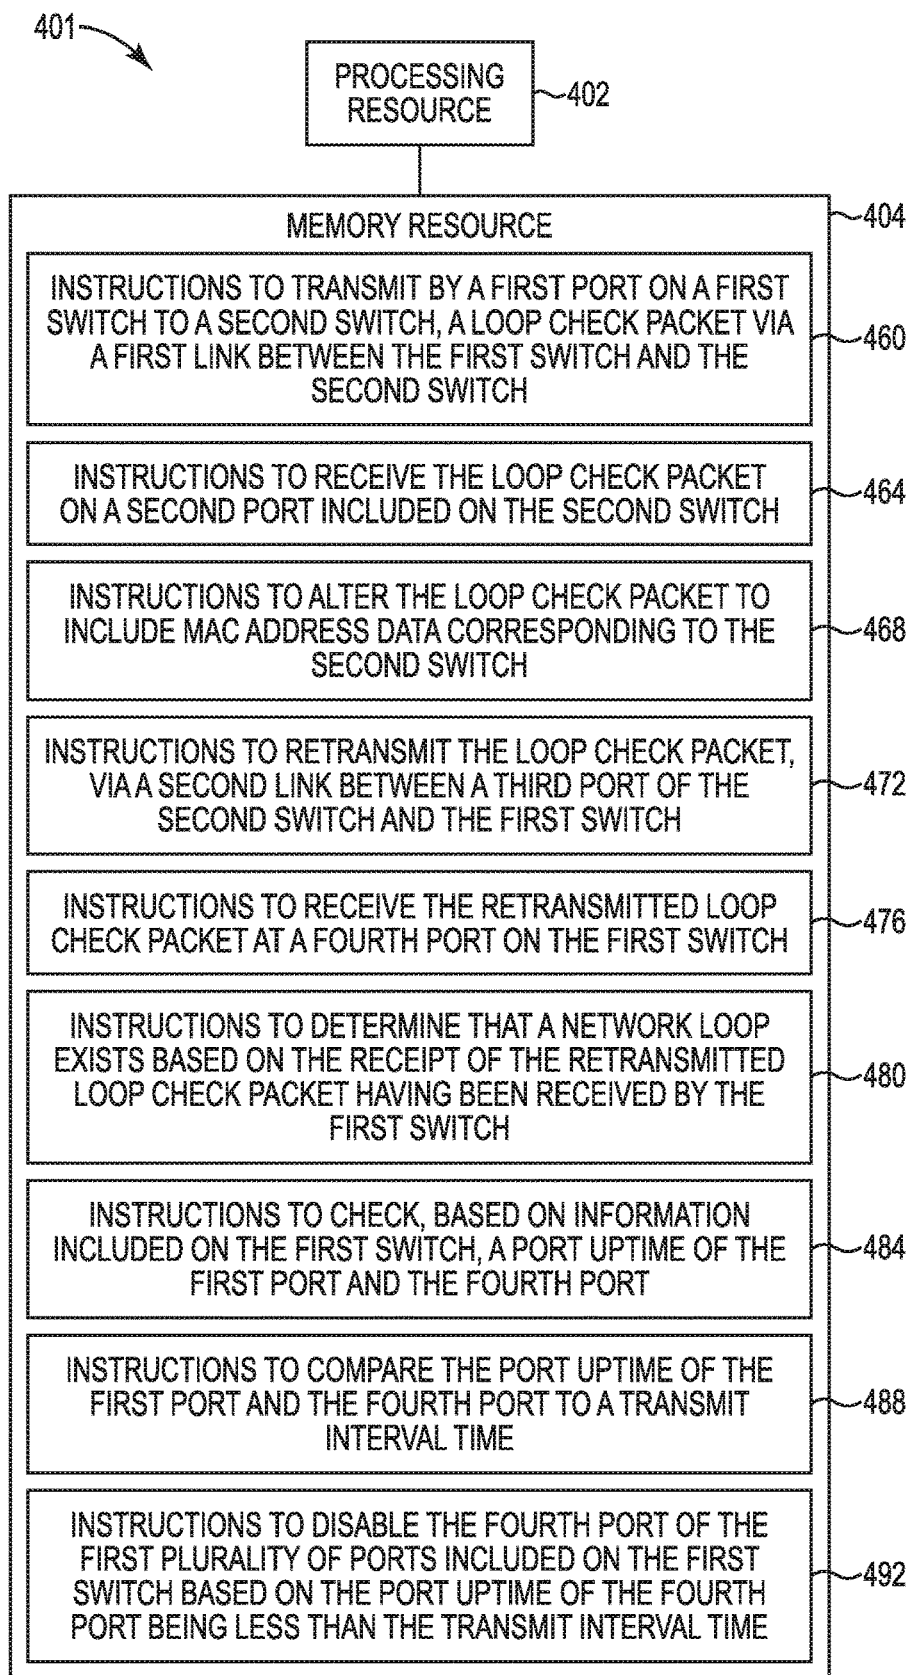 401
PROCESSING
RESOURCE
402
MEMORY RESOURCE
404
INSTRUCTIONS TO TRANSMIT BY A FIRST PORT ON A FIRST
SWITCH TO A SECOND SWITCH, A LOOP CHECK PACKET VIA
A FIRST LINK BETWEEN THE FIRST SWITCH AND THE
SECOND SWITCH
460
INSTRUCTIONS TO RECEIVE THE LOOP CHECK PACKET
ON A SECOND PORT INCLUDED ON THE SECOND SWITCH
464
INSTRUCTIONS TO ALTER THE LOOP CHECK PACKET TO
INCLUDE MAC ADDRESS DATA CORRESPONDING TO THE
SECOND SWITCH
468
INSTRUCTIONS TO RETRANSMIT THE LOOP CHECK PACKET,
VIA A SECOND LINK BETWEEN A THIRD PORT OF THE
SECOND SWITCH AND THE FIRST SWITCH
472
INSTRUCTIONS TO RECEIVE THE RETRANSMITTED LOOP
CHECK PACKET AT A FOURTH PORT ON THE FIRST SWITCH
476
INSTRUCTIONS TO DETERMINE THAT A NETWORK LOOP
EXISTS BASED ON THE RECEIPT OF THE RETRANSMITTED
LOOP CHECK PACKET HAVING BEEN RECEIVED BY THE
FIRST SWITCH
480
INSTRUCTIONS TO CHECK, BASED ON INFORMATION
INCLUDED ON THE FIRST SWITCH, A PORT UPTIME OF THE
FIRST PORT AND THE FOURTH PORT
484
INSTRUCTIONS TO COMPARE THE PORT UPTIME OF THE
FIRST PORT AND THE FOURTH PORT TO A TRANSMIT
INTERVAL TIME
488
INSTRUCTIONS TO DISABLE THE FOURTH PORT OF THE
FIRST PLURALITY OF PORTS INCLUDED ON THE FIRST
SWITCH BASED ON THE PORT UPTIME OF THE FOURTH
PORT BEING LESS THAN THE TRANSMIT INTERVAL TIME
492